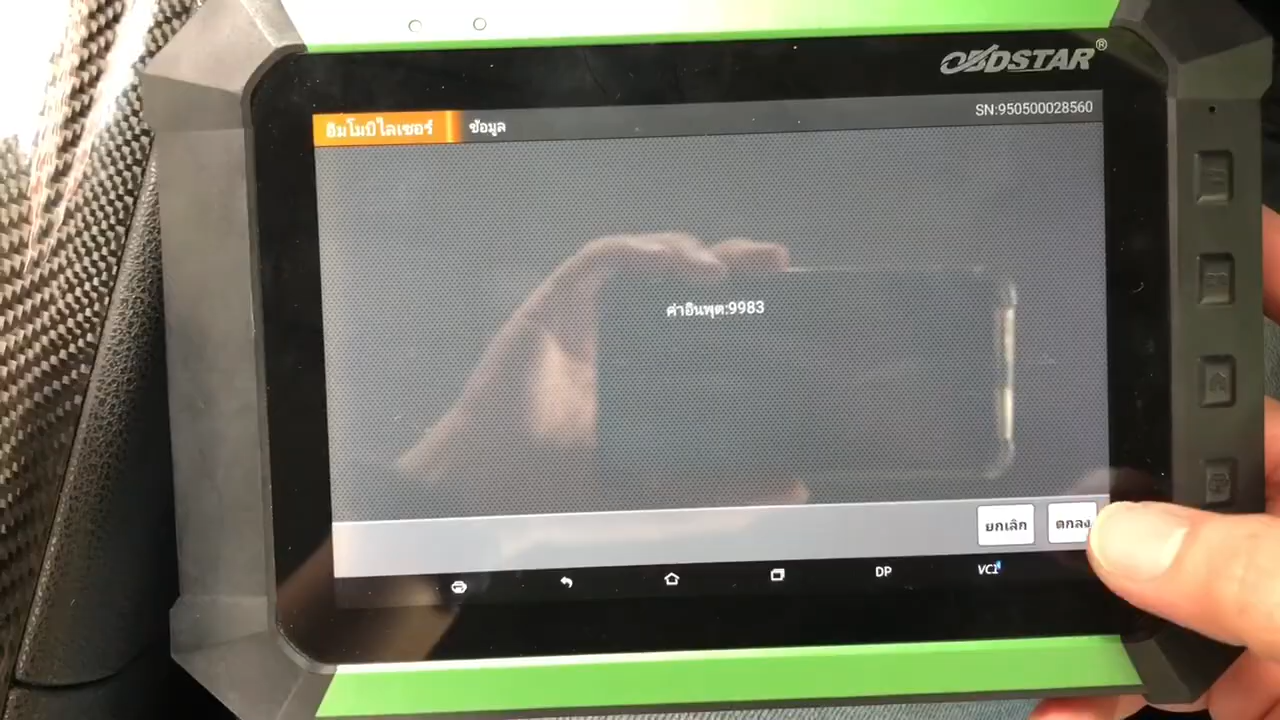 OBDSTAR®
SN:950500028560
อิมโมบิไลเซอร์ ข้อมูล
ค่าอินพุต:9983
ยกเลิก ตกลง
DP VCI